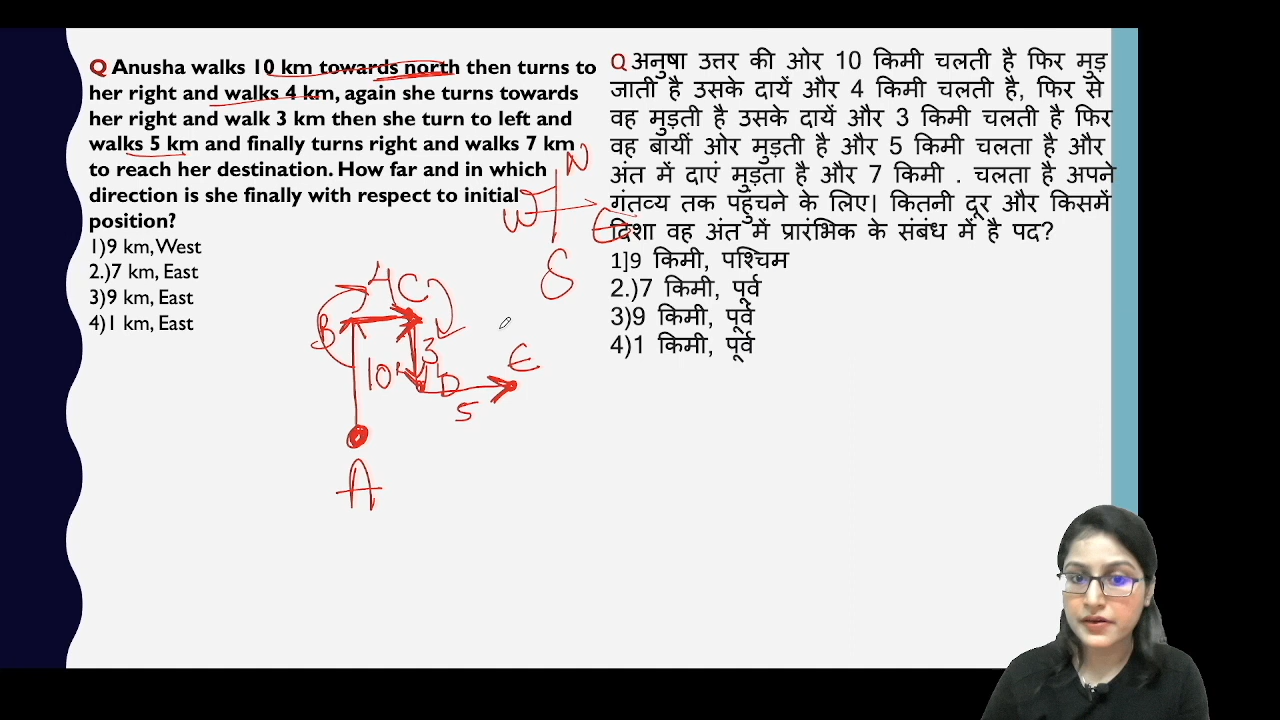 Q Anusha walks 10 km towards north then turns to
her right and walks 4 km, again she turns towards
her right and walk 3 km then she turn to left and
walks 5 km and finally turns right and walks 7 km
to reach her destination. How far and in which
direction is she finally with respect to initial
position?
1)9 km, West
2.)7 km, East
3)9 km, East
4)1 km, East
Q अनुषा उत्तर की ओर 10 किमी चलती है फिर मुड़
जाती है उसके दायें और 4 किमी चलती है, फिर से
वह मुड़ती है उसके दायें और 3 किमी चलती है फिर
वह बायीं ओर मुड़ती है और 5 किमी चलता है और
अंत में दाएं मुड़ता है और 7 किमी . चलता है अपने
गंतव्य तक पहुंचने के लिए। कितनी दूर और किसमें
दिशा वह अंत में प्रारंभिक के संबंध में है पद?
1]9 किमी, पश्चिम
2.)7 किमी, पूर्व
3)9 किमी, पूर्व
4)1 किमी, पूर्व
N
W E
S
4 C
B
3
10 D
E
5
A